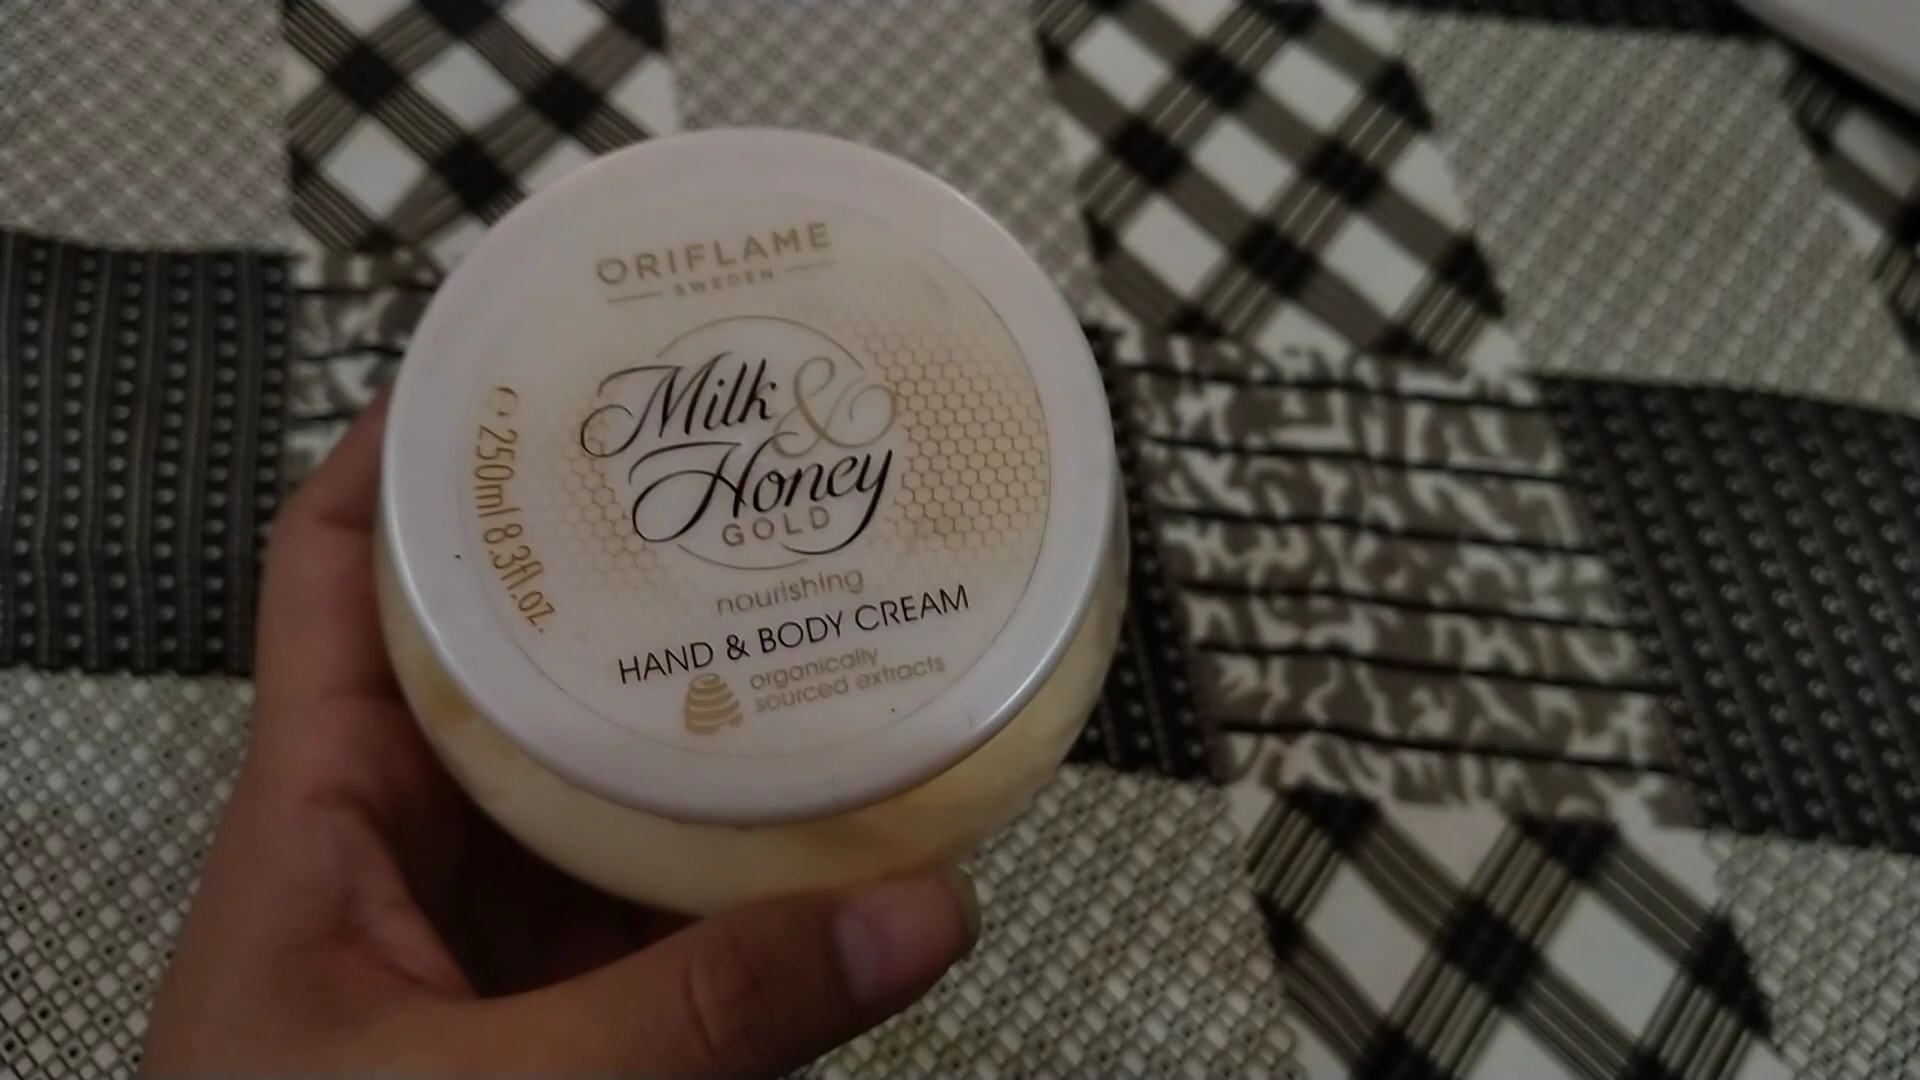 ORIFLAME
SWEDEN
Milk &
Honey
GOLD
nourishing
HAND & BODY CREAM
organically
sourced extracts
250ml 8.3fl.oz.